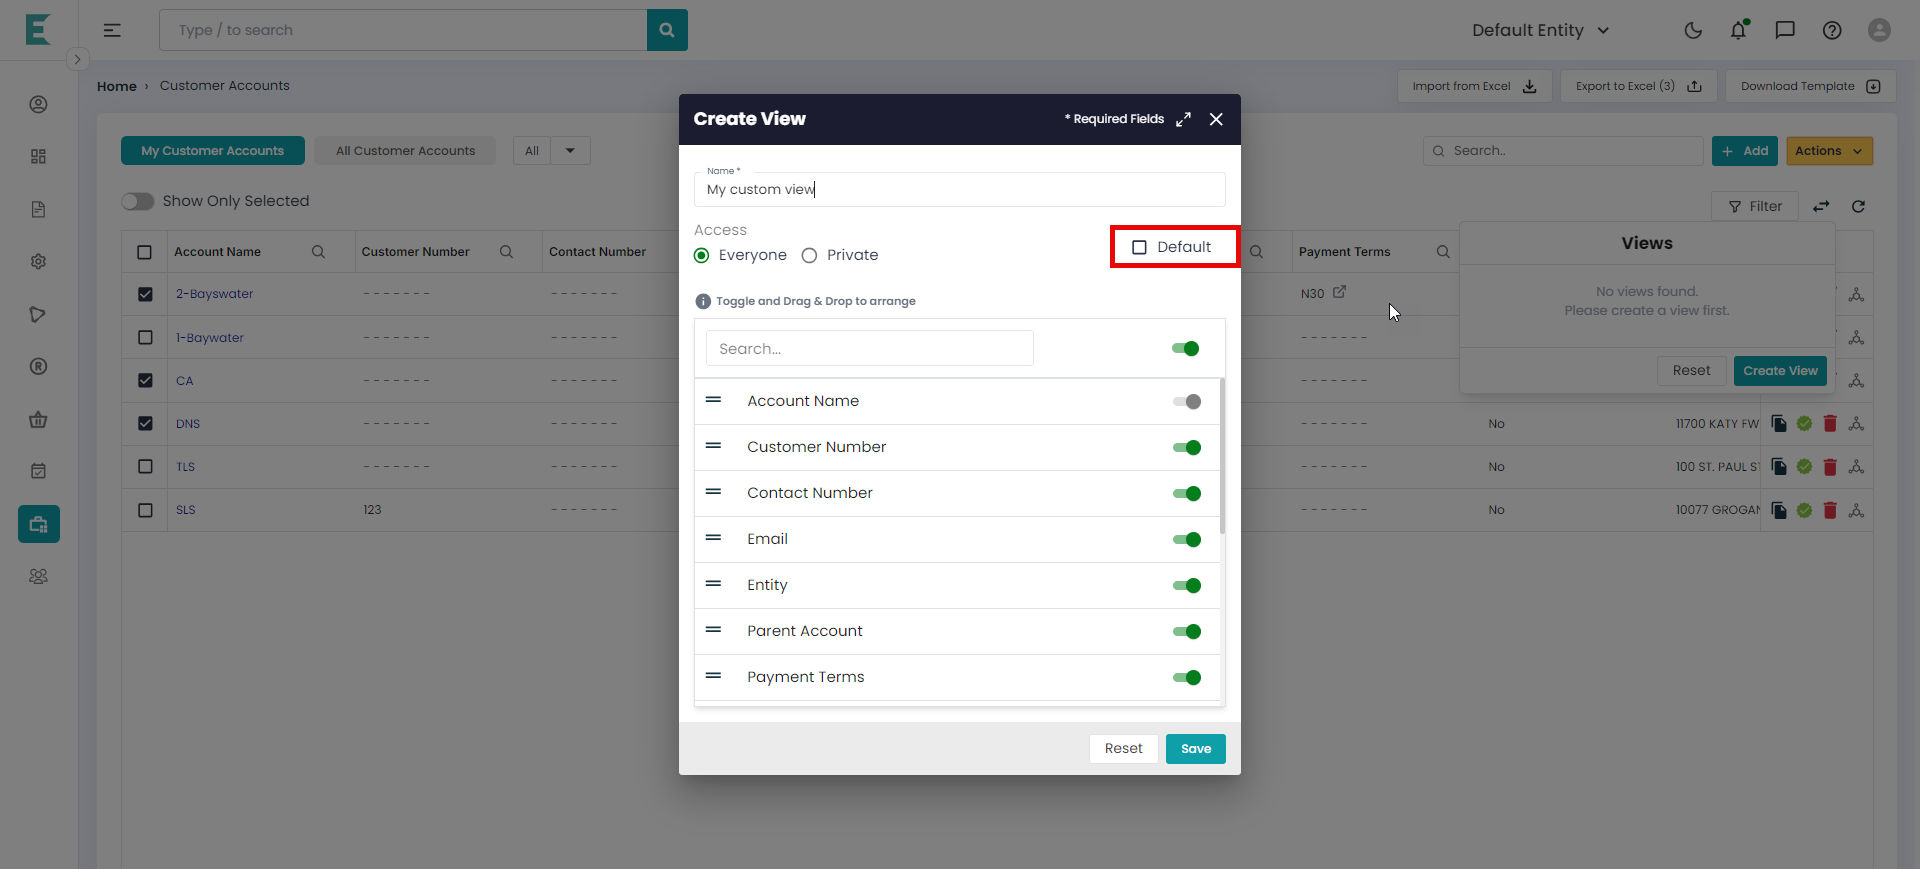 Type / to search
Default Entity
Home › Customer Accounts
Import from Excel
Export to Excel (3)
Download Template
My Customer Accounts
All Customer Accounts
All
Search..
+ Add
Actions
Show Only Selected
Filter
Account Name
Customer Number
Contact Number
Payment Terms
2-Bayswater
- - - - - - -
- - - - - - -
N30
1-Baywater
- - - - - - -
- - - - - - -
- - - - - - -
CA
- - - - - - -
- - - - - - -
- - - - - - -
DNS
- - - - - - -
- - - - - - -
- - - - - - -
No
11700 KATY FW
TLS
- - - - - - -
- - - - - - -
- - - - - - -
No
100 ST. PAUL S
SLS
123
- - - - - - -
- - - - - - -
No
10077 GROGAN
Views
No views found.
Please create a view first.
Reset
Create View
Create View
* Required Fields
Name *
My custom view
Access
Everyone
Private
Default
Toggle and Drag & Drop to arrange
Search...
Account Name
Customer Number
Contact Number
Email
Entity
Parent Account
Payment Terms
Reset
Save